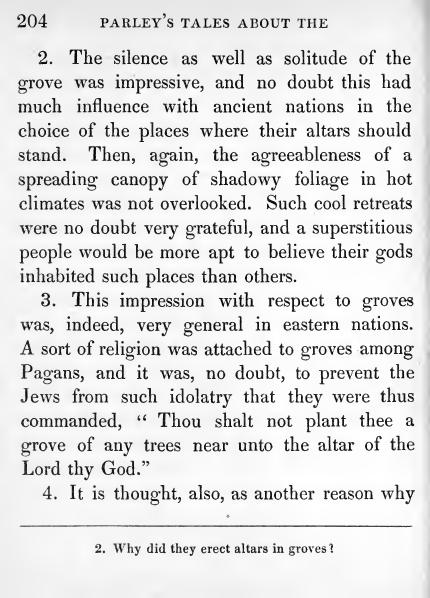 204 PARLEY'S TALES ABOUT THE
2. The silence as well as solitude of the
grove was impressive, and no doubt this had
much influence with ancient nations in the
choice of the places where their altars should
stand. Then, again, the agreeableness of a
spreading canopy of shadowy foliage in hot
climates was not overlooked. Such cool retreats
were no doubt very grateful, and a superstitious
people would be more apt to believe their gods
inhabited such places than others.
3. This impression with respect to groves
was, indeed, very general in eastern nations.
A sort of religion was attached to groves among
Pagans, and it was, no doubt, to prevent the
Jews from such idolatry that they were thus
commanded, “ Thou shalt not plant thee a
grove of any trees near unto the altar of the
Lord thy God.”
4. It is thought, also, as another reason why
2. Why did they erect altars in groves?